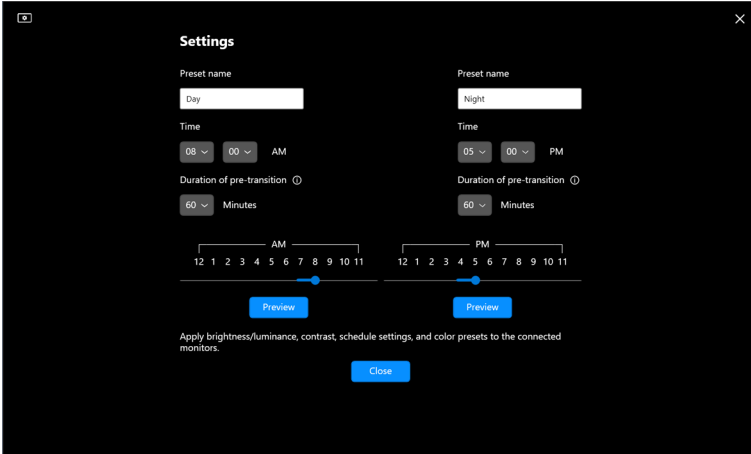 Settings
Preset name Preset name
Day Night
Time Time
08 00 AM 05 00 PM
Duration of pre-transition Duration of pre-transition
60 Minutes 60 Minutes
AM PM
12 1 2 3 4 5 6 7 8 9 10 11 12 1 2 3 4 5 6 7 8 9 10 11
Preview Preview
Apply brightness/luminance, contrast, schedule settings, and color presets to the connected
monitors.
Close